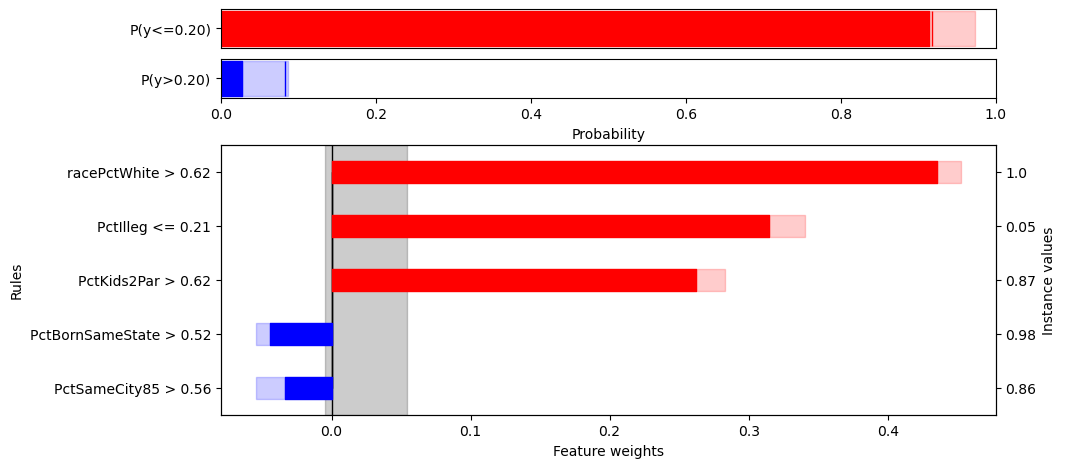 P(y<=0.20)
P(y>0.20)
0.0 0.2 0.4 0.6 0.8 1.0
Probability
racePctWhite > 0.62 1.0
PctIlleg <= 0.21 0.05
PctKids2Par > 0.62 0.87
PctBornSameState > 0.52 0.98
PctSameCity85 > 0.56 0.86
Rules
Instance values
0.0 0.1 0.2 0.3 0.4
Feature weights